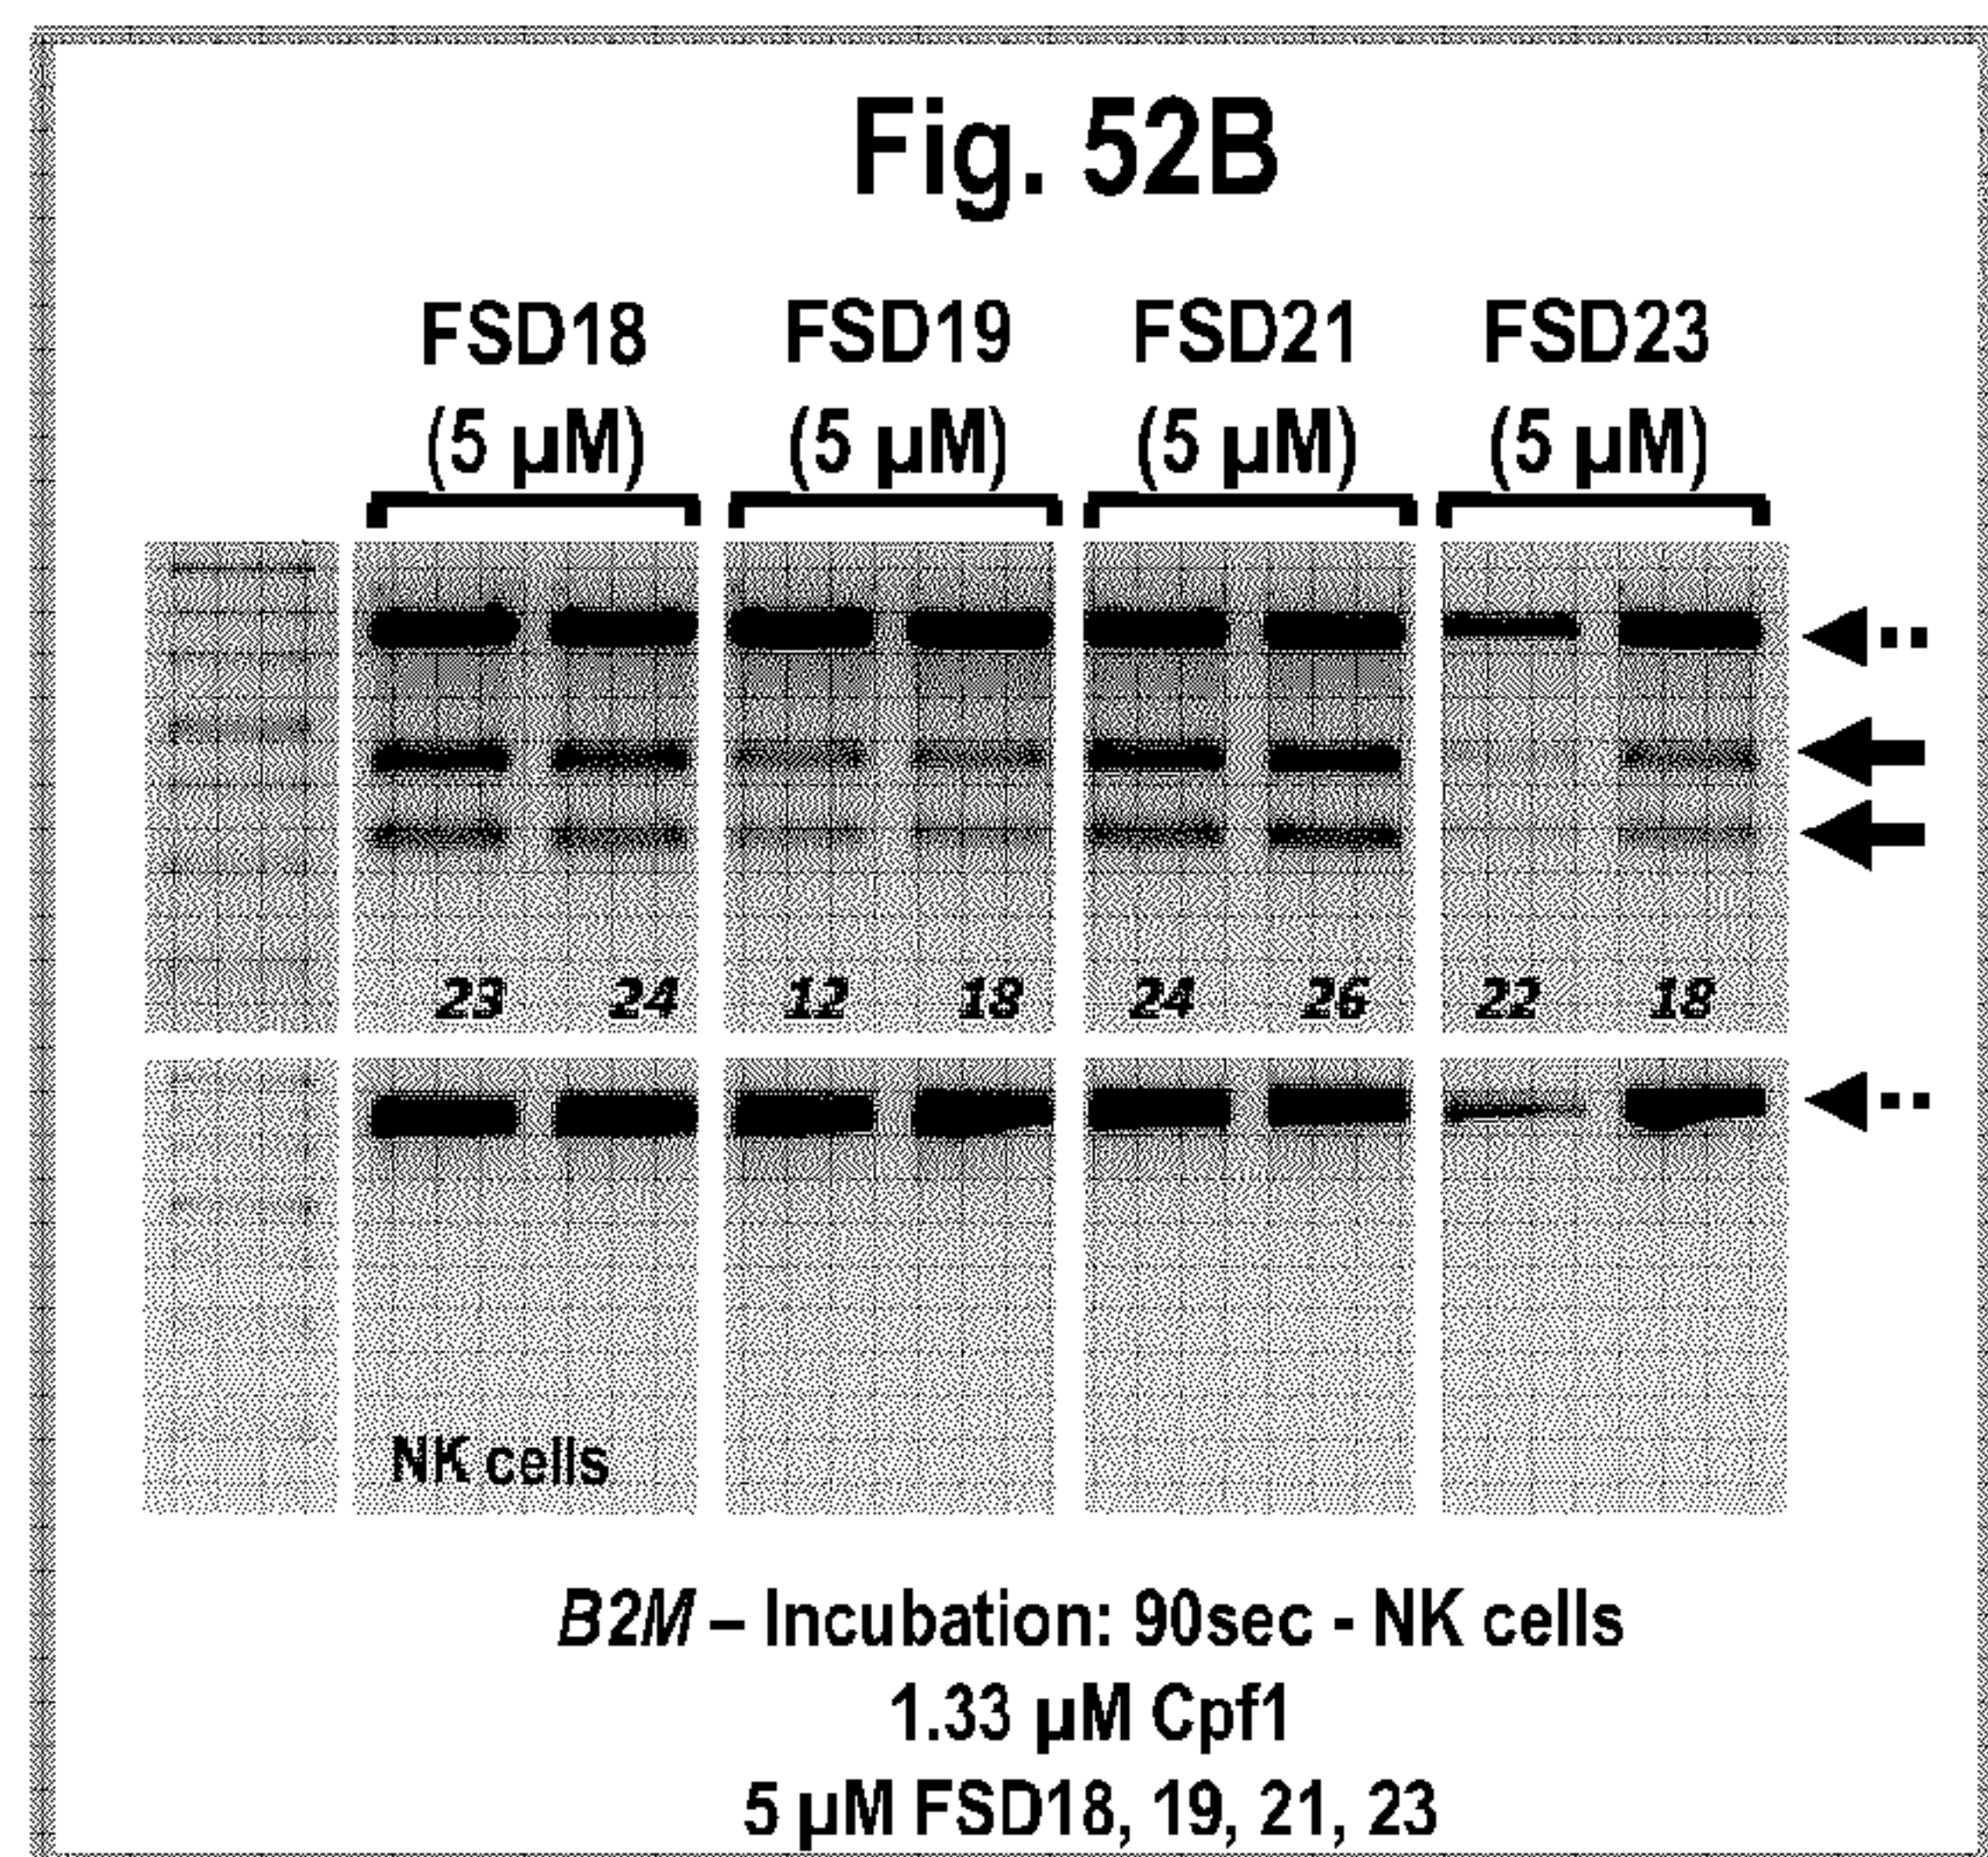 Fig. 52B
FSD18 FSD19 FSD21 FSD23
(5 µM) (5 µM) (5 µM) (5 µM)
23 24 12 18 24 26 22 18
NK cells
B2M – Incubation: 90sec - NK cells
1.33 µM Cpf1
5 µM FSD18, 19, 21, 23